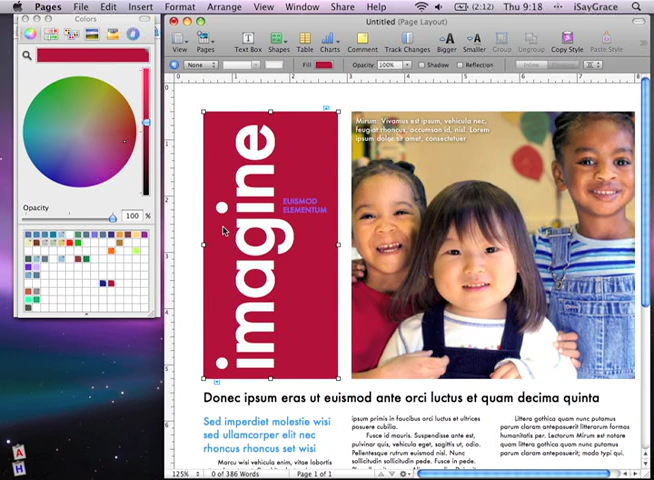 Pages File Edit Insert Format Arrange View Window Share Help (2:12) Thu 9:18 iSayGrace
Colors
Untitled (Page Layout)
View Pages Text Box Shapes Table Charts Comment Track Changes Bigger Smaller Group Ungroup Copy Style Paste Style
None Fill: Opacity: 100% Shadow Reflection Inline
Opacity
100 %
imagine
EUISMOD
ELEMENTUM
Mirum: Vivamus est ipsum, vehicula nec,
feugiat rhoncus, accumsan id, nisl. Lorem
ipsum dolor sit amet, consectetuer
Donec ipsum eras ut euismod ante orci luctus et quam decima quinta
Sed imperdiet molestie wisi
sed ullamcorper elit nec
rhoncus rhoncus set wisi
Marcu wisi vehicula enim, vitae lobortis
ipsum primis in faucibus orci luctus et ultrices
posuere cubilia.
Fusce id mauris. Suspendisse ante est,
pulvinar quis, vehicula eget, sagittis ut, odio.
Pellentesque rutrum euismod nisl. Nunc
sollicitudin sollicitudin pede. Fusce in pede.
Littera gothica quam nunc putamus
parum claram anteposuerit litterarum formas
humanitatis per. Lectorum Mirum est notare
quam littera gothica quam nunc putamus
parum claram anteposuerit; modo typi qui.
125% 0 of 386 Words Page 1 of 1
A
H